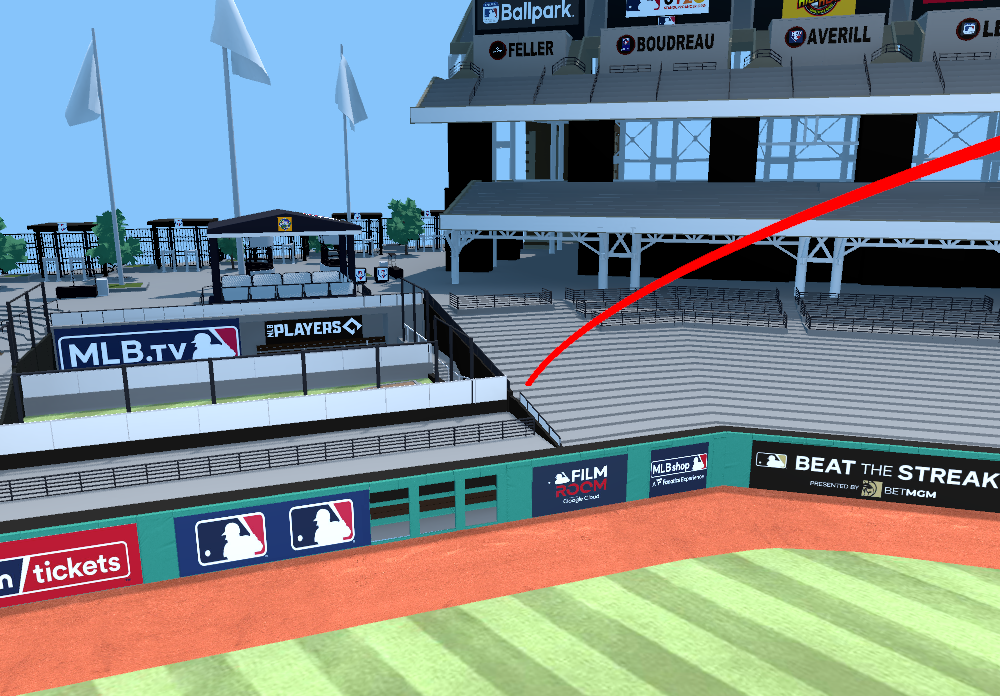 Ballpark.
FELLER
BOUDREAU
AVERILL
LE
MLB.TV
MLB PLAYERS
FILM
ROOM
Google Cloud
MLBshop
A Fanatics Experience
BEAT THE STREAK
PRESENTED BY BETMGM
m/tickets